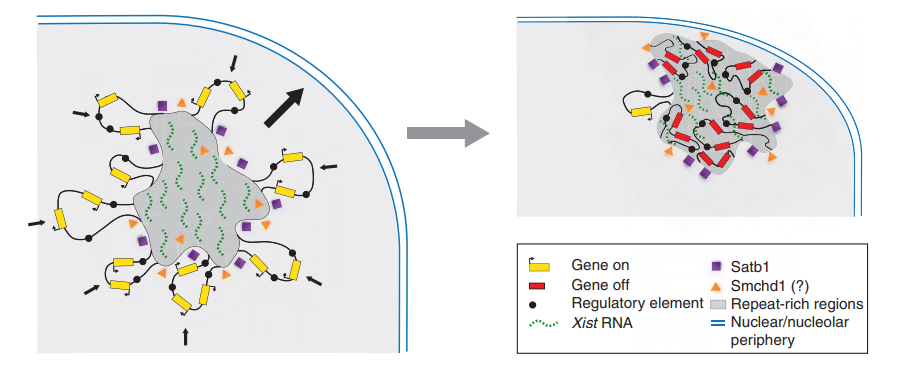 Gene on
Gene off
Regulatory element
Xist RNA
Satb1
Smchd1 (?)
Repeat-rich regions
Nuclear/nucleolar
periphery